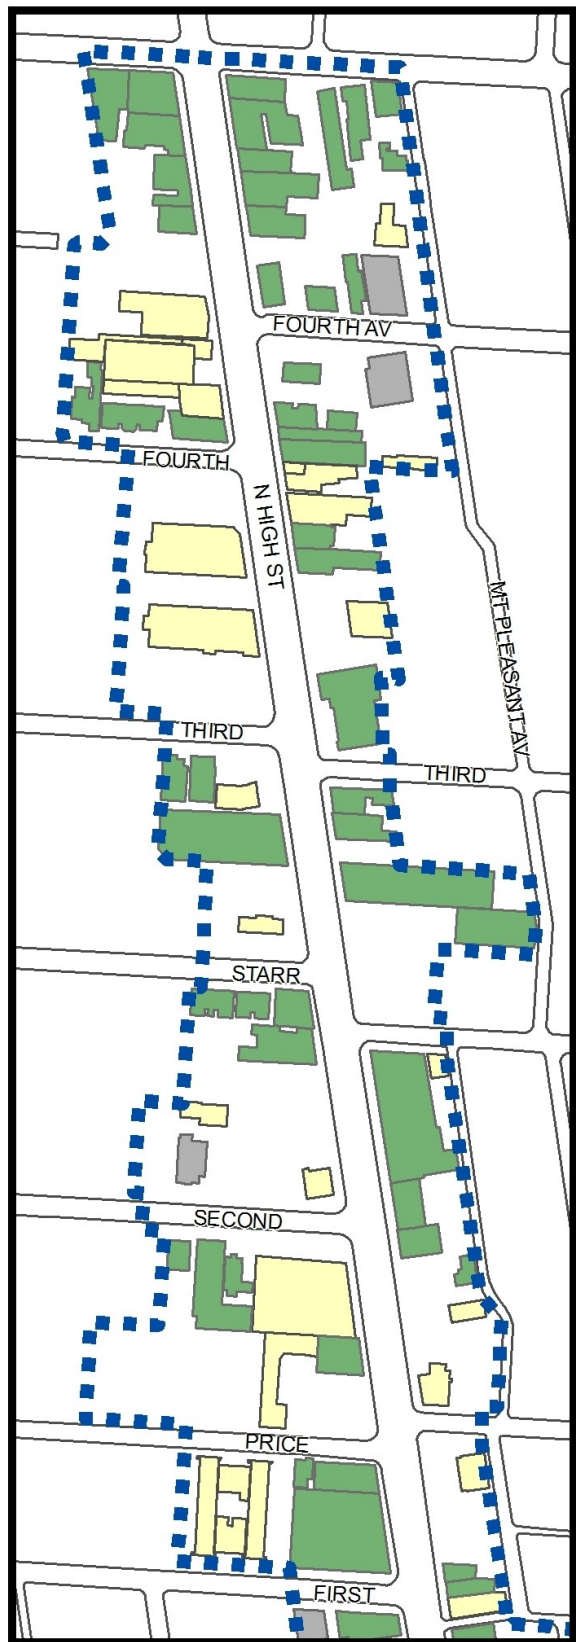 FOURTH AV
FOURTH
N HIGH ST
MT PLEASANT AV
THIRD
THIRD
STARR
SECOND
PRICE
FIRST